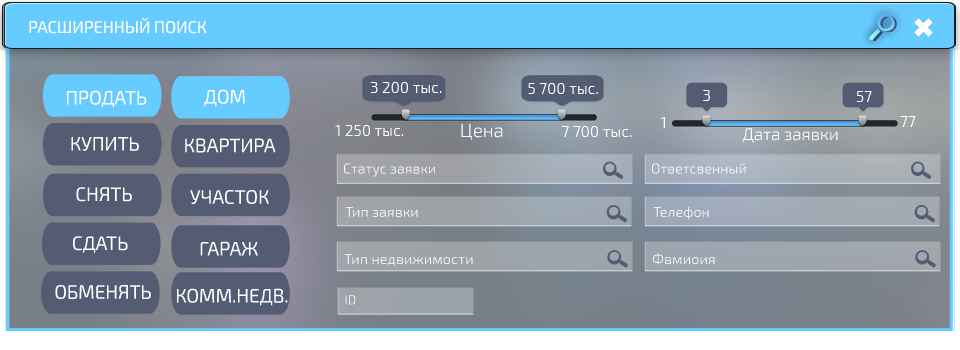 РАСШИРЕННЫЙ ПОИСК
ПРОДАТЬ
ДОМ
КУПИТЬ
КВАРТИРА
СНЯТЬ
УЧАСТОК
СДАТЬ
ГАРАЖ
ОБМЕНЯТЬ
КОММ.НЕДВ.
3 200 тыс.
5 700 тыс.
1 250 тыс.
Цена
7 700 тыс.
3
57
1
Дата заявки
77
Статус заявки
Ответсвенный
Тип заявки
Телефон
Тип недвижимости
Фвмиоия
ID